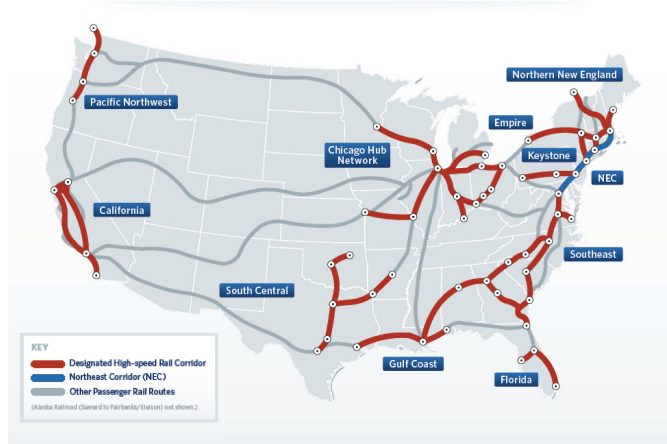 Northern New England
Pacific Northwest
Empire
Chicago Hub
Network
Keystone
NEC
California
Southeast
South Central
Gulf Coast
Florida
KEY
Designated High-speed Rail Corridor
Northeast Corridor (NEC)
Other Passenger Rail Routes
(Alaska Railroad (Seward to Fairbanks/Eielson) not shown.)